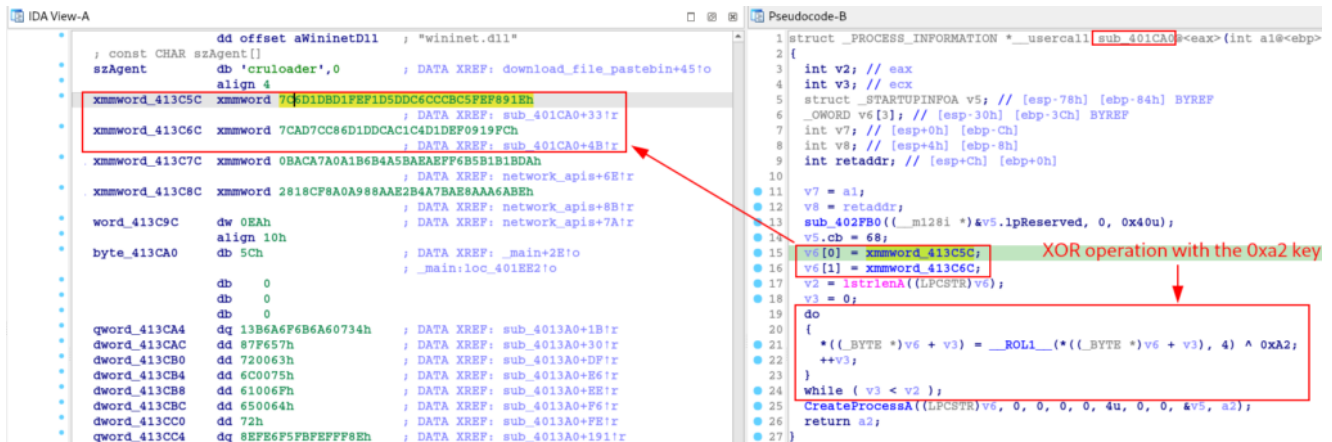 IDA View-A
dd offset aWininetDll ; "wininet.dll"
; const CHAR szAgent[]
szAgent db 'cruloader',0 ; DATA XREF: download_file_pastebin+45↑o
align 4
xmmword_413C5C xmmword 7C6D1DBD1FEF1D5DDC6CCCBC5FEF891Eh
; DATA XREF: sub_401CA0+33↑r
xmmword_413C6C xmmword 7CAD7CC86D1DDCAC1C4D1DEF0919FCh
; DATA XREF: sub_401CA0+4B↑r
xmmword_413C7C xmmword 0BACA7A0A1B6B4A5BAEAEFF6B5B1B1BDAh
; DATA XREF: network_apis+6E↑r
xmmword_413C8C xmmword 2818CF8A0A988AAE2B4A7BAE8AAA6ABEh
; DATA XREF: network_apis+8B↑r
word_413C9C dw 0EAh ; DATA XREF: network_apis+7A↑r
align 10h
byte_413CA0 db 5Ch ; DATA XREF: _main+2E↑o
; _main:loc_401EE2↑o
db 0
db 0
db 0
qword_413CA4 dq 13B6A6F6B6A60734h ; DATA XREF: sub_4013A0+1B↑r
dword_413CAC dd 87F657h ; DATA XREF: sub_4013A0+30↑r
dword_413CB0 dd 720063h ; DATA XREF: sub_4013A0+DF↑r
dword_413CB4 dd 6C0075h ; DATA XREF: sub_4013A0+E6↑r
dword_413CB8 dd 61006Fh ; DATA XREF: sub_4013A0+EE↑r
dword_413CBC dd 650064h ; DATA XREF: sub_4013A0+F6↑r
dword_413CC0 dd 72h ; DATA XREF: sub_4013A0+FE↑r
qword_413CC4 dq 8EFE6F5FBFEFFF8Eh ; DATA XREF: sub_4013A0+191↑r
Pseudocode-B
1 struct _PROCESS_INFORMATION *__usercall sub_401CA0@<eax>(int a1@<ebp>
2 {
3 int v2; // eax
4 int v3; // ecx
5 struct _STARTUPINFOA v5; // [esp-78h] [ebp-84h] BYREF
6 _OWORD v6[3]; // [esp-30h] [ebp-3Ch] BYREF
7 int v7; // [esp+0h] [ebp-Ch]
8 int v8; // [esp+4h] [ebp-8h]
9 int retaddr; // [esp+Ch] [ebp+0h]
10
11 v7 = a1;
12 v8 = retaddr;
13 sub_402FB0((__m128i *)&v5.lpReserved, 0, 0x40u);
14 v5.cb = 68;
15 v6[0] = xmmword_413C5C;
16 v6[1] = xmmword_413C6C;
XOR operation with the 0xa2 key
17 v2 = lstrlenA((LPCSTR)v6);
18 v3 = 0;
19 do
20 {
21 *((_BYTE *)v6 + v3) = __ROL1__(*((_BYTE *)v6 + v3), 4) ^ 0xA2;
22 ++v3;
23 }
24 while ( v3 < v2 );
25 CreateProcessA((LPCSTR)v6, 0, 0, 0, 0, 4u, 0, 0, &v5, a2);
26 return a2;
27 }